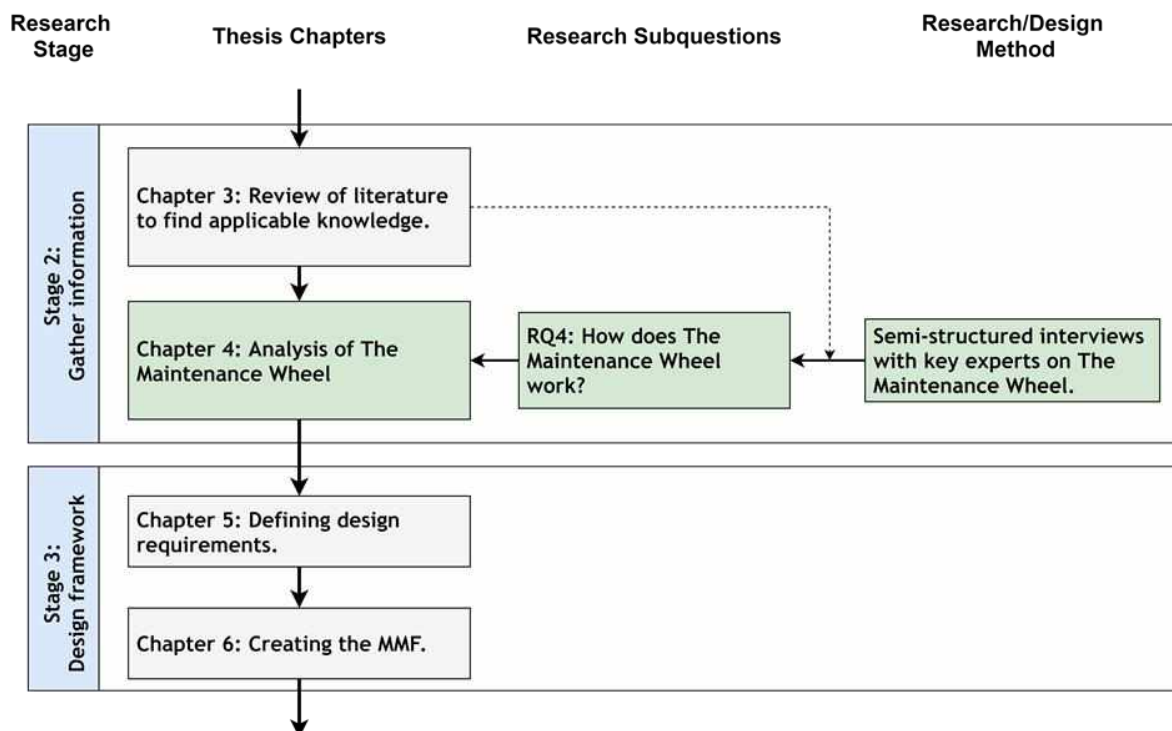 Research
Stage
Thesis Chapters
Research Subquestions
Research/Design
Method
Stage 2:
Gather information
Chapter 3: Review of literature
to find applicable knowledge.
Chapter 4: Analysis of The
Maintenance Wheel
RQ4: How does The
Maintenance Wheel
work?
Semi-structured interviews
with key experts on The
Maintenance Wheel.
Stage 3:
Design framework
Chapter 5: Defining design
requirements.
Chapter 6: Creating the MMF.